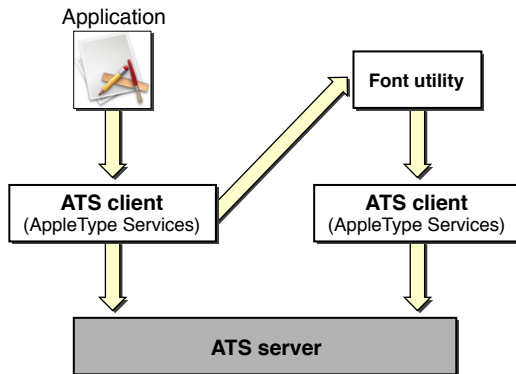 Application
Font utility
ATS client
(AppleType Services)
ATS client
(AppleType Services)
ATS server